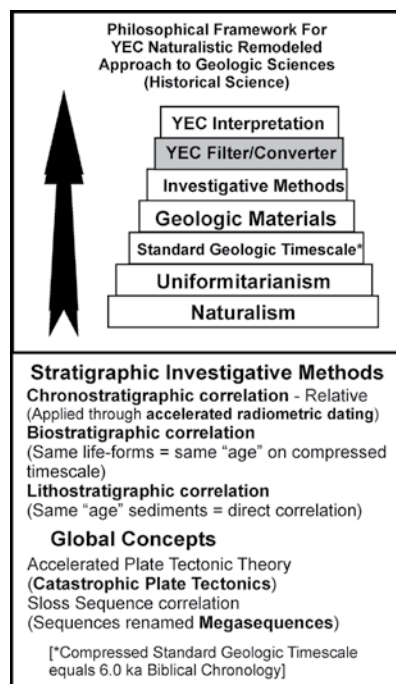 Philosophical Framework For
YEC Naturalistic Remodeled
Approach to Geologic Sciences
(Historical Science)
YEC Interpretation
YEC Filter/Converter
Investigative Methods
Geologic Materials
Standard Geologic Timescale*
Uniformitarianism
Naturalism
Stratigraphic Investigative Methods
Chronostratigraphic correlation - Relative
(Applied through accelerated radiometric dating)
Biostratigraphic correlation
(Same life-forms = same "age" on compressed
timescale)
Lithostratigraphic correlation
(Same "age" sediments = direct correlation)
Global Concepts
Accelerated Plate Tectonic Theory
(Catastrophic Plate Tectonics)
Sloss Sequence correlation
(Sequences renamed Megasequences)
[*Compressed Standard Geologic Timescale
equals 6.0 ka Biblical Chronology]